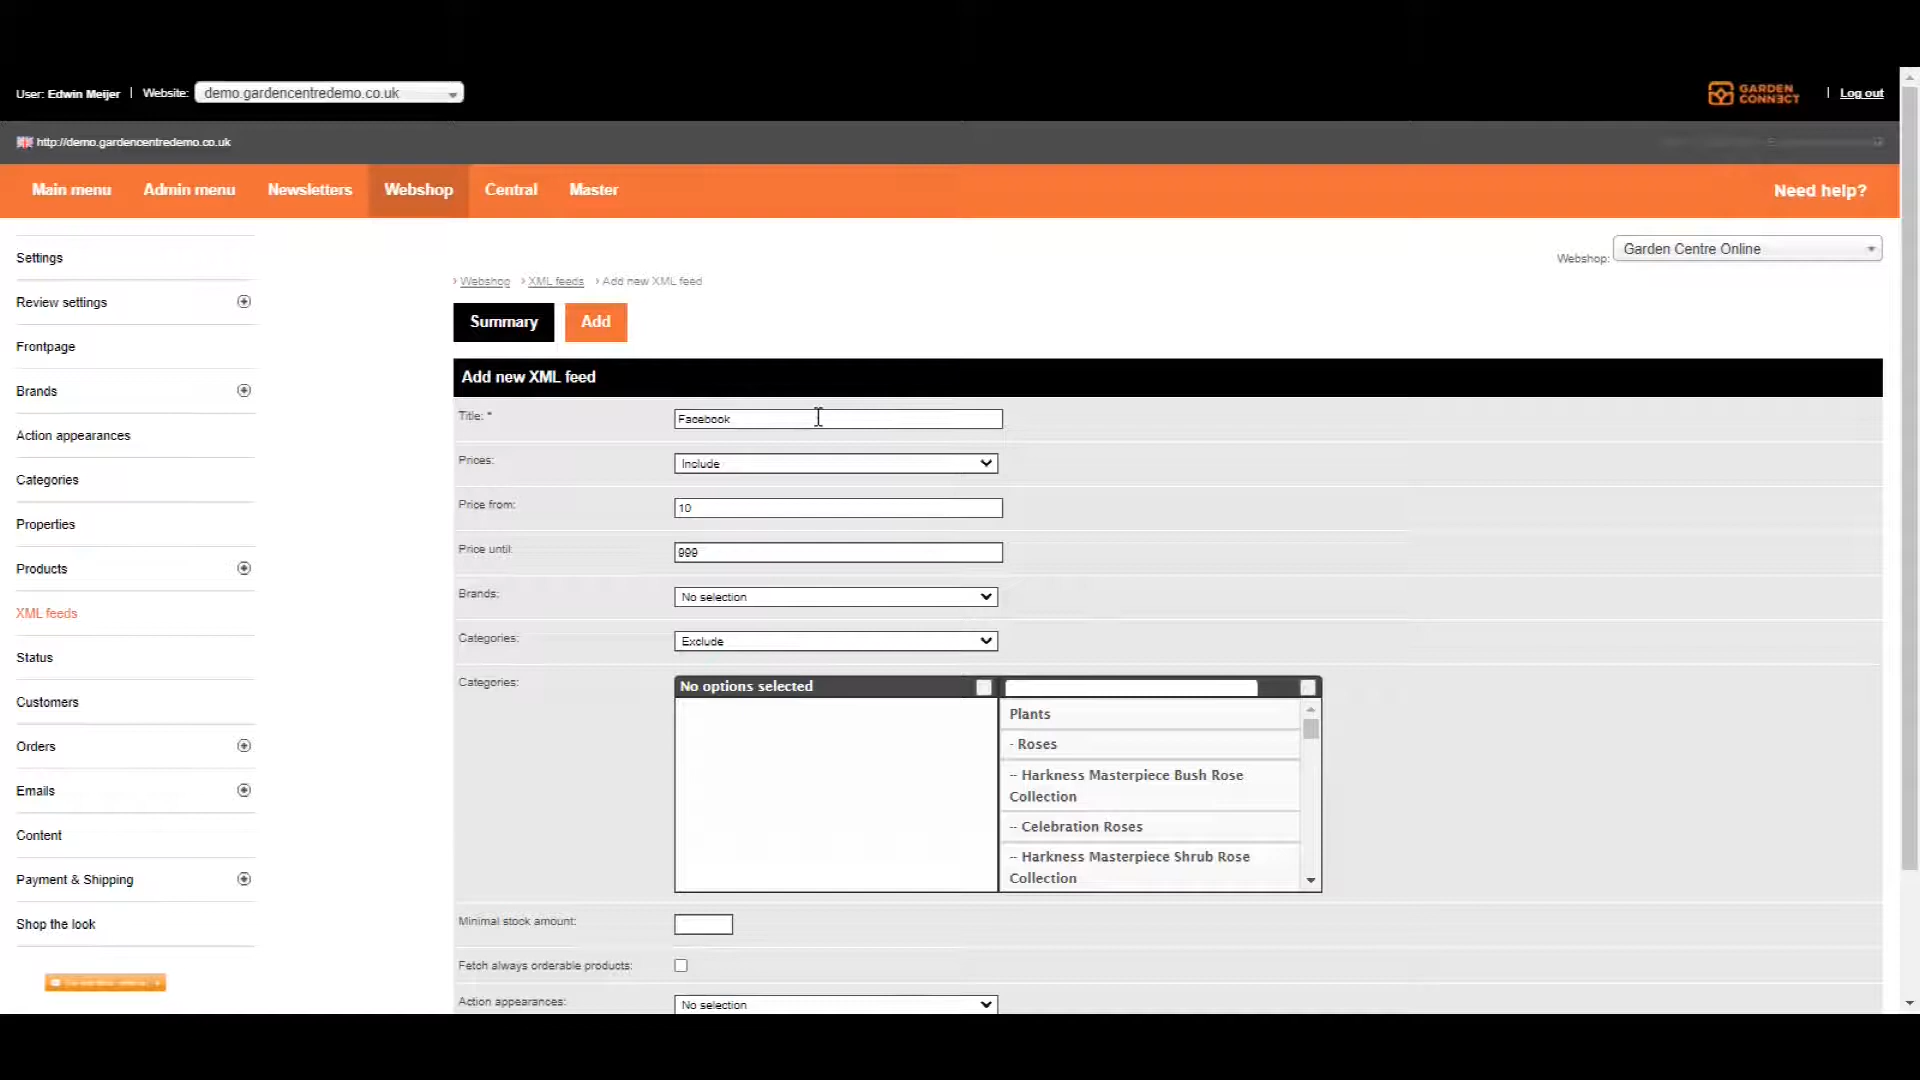 User: Edwin Meijer | Website: demo.gardencentredemo.co.uk
GARDEN CONNECT
| Log out
http://demo.gardencentredemo.co.uk
Main menu Admin menu Newsletters Webshop Central Master Need help?
Webshop: Garden Centre Online
Settings
Review settings
Frontpage
Brands
Action appearances
Categories
Properties
Products
XML feeds
Status
Customers
Orders
Emails
Content
Payment & Shipping
Shop the look
› Webshop › XML feeds › Add new XML feed
Summary Add
Add new XML feed
Title: * Facebook
Prices: Include
Price from: 10
Price until: 999
Brands: No selection
Categories: Exclude
Categories: No options selected
Plants
- Roses
-- Harkness Masterpiece Bush Rose
Collection
-- Celebration Roses
-- Harkness Masterpiece Shrub Rose
Collection
Minimal stock amount:
Fetch always orderable products:
Action appearances: No selection